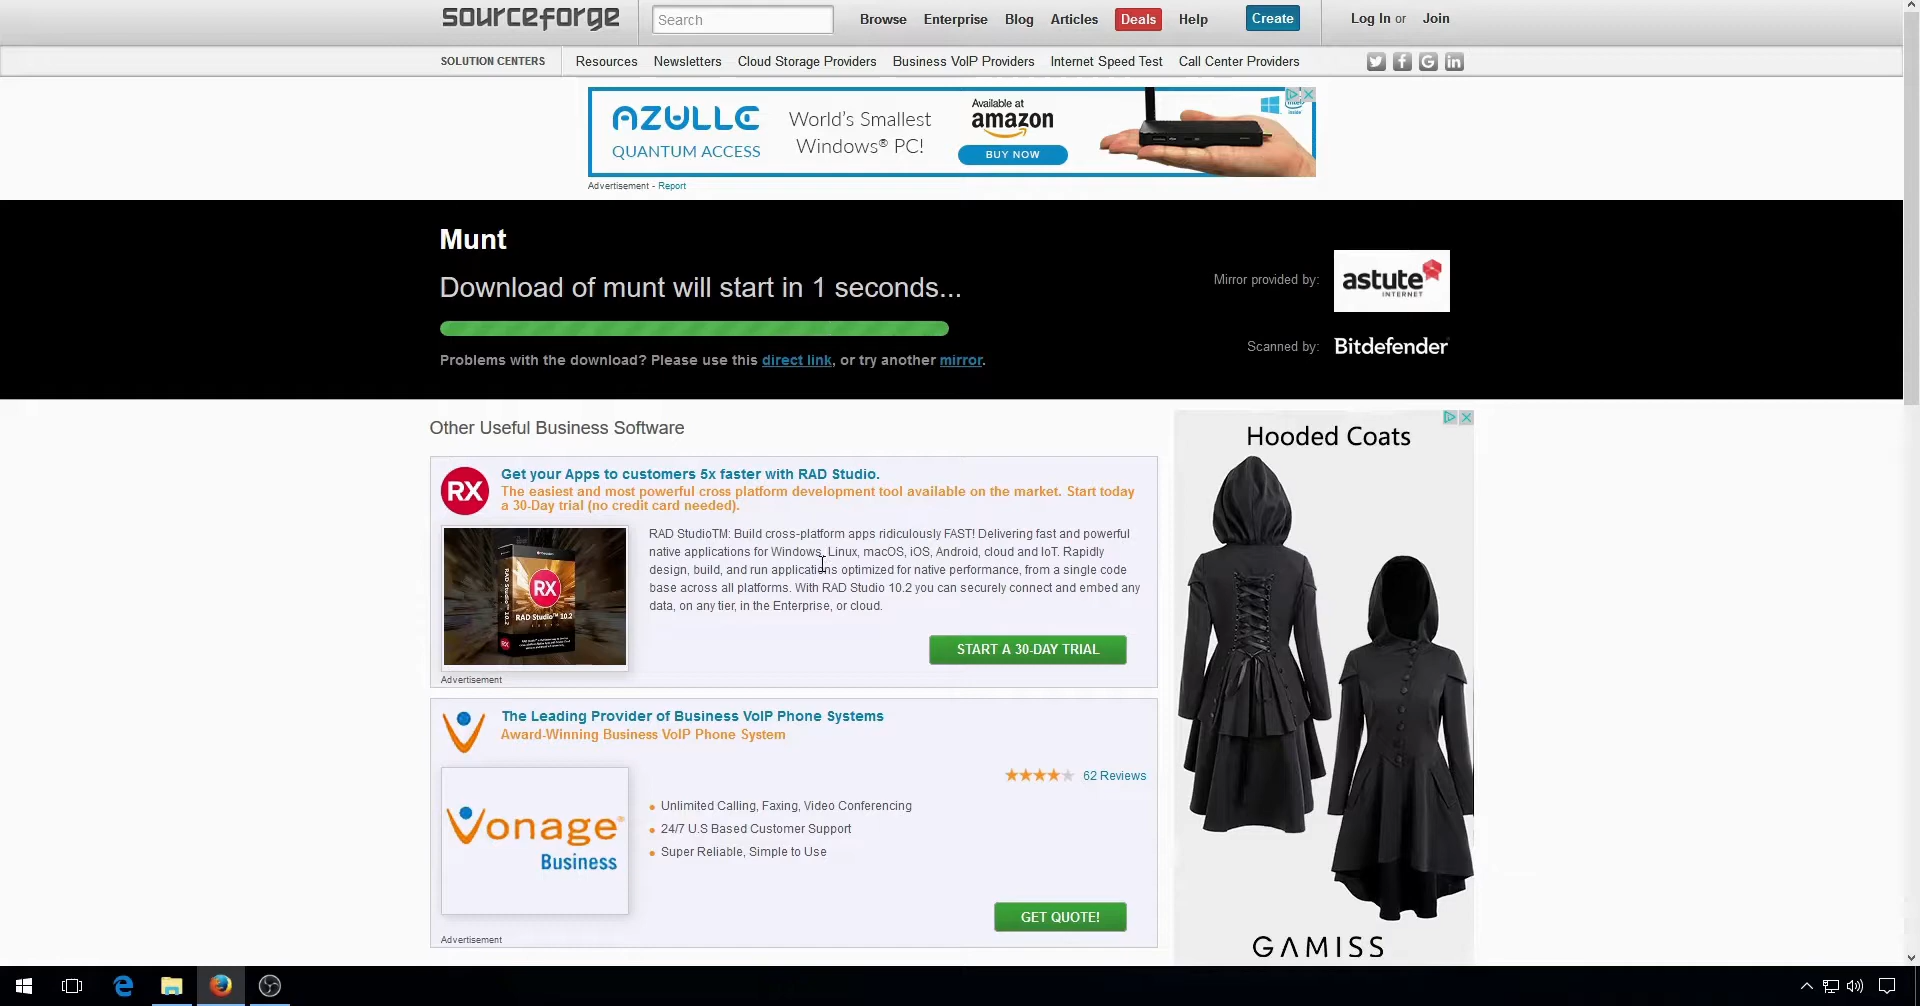 sourceforge
Search
Browse Enterprise Blog Articles Deals Help Create Log In or Join
SOLUTION CENTERS Resources Newsletters Cloud Storage Providers Business VoIP Providers Internet Speed Test Call Center Providers
AZULLE
QUANTUM ACCESS
World's Smallest
Windows® PC!
Available at
amazon
BUY NOW
Advertisement - Report
Munt
Download of munt will start in 1 seconds...
Problems with the download? Please use this direct link, or try another mirror.
Mirror provided by:
astute
INTERNET
Scanned by: Bitdefender
Other Useful Business Software
RX
Get your Apps to customers 5x faster with RAD Studio.
The easiest and most powerful cross platform development tool available on the market. Start today
a 30-Day trial (no credit card needed).
RX
RAD Studio™ 10.2
RAD StudioTM: Build cross-platform apps ridiculously FAST! Delivering fast and powerful
native applications for Windows, Linux, macOS, iOS, Android, cloud and IoT. Rapidly
design, build, and run applications optimized for native performance, from a single code
base across all platforms. With RAD Studio 10.2 you can securely connect and embed any
data, on any tier, in the Enterprise, or cloud.
START A 30-DAY TRIAL
Advertisement
The Leading Provider of Business VoIP Phone Systems
Award-Winning Business VoIP Phone System
62 Reviews
Vonage®
Business
Unlimited Calling, Faxing, Video Conferencing
24/7 U.S Based Customer Support
Super Reliable, Simple to Use
GET QUOTE!
Advertisement
Hooded Coats
GAMISS